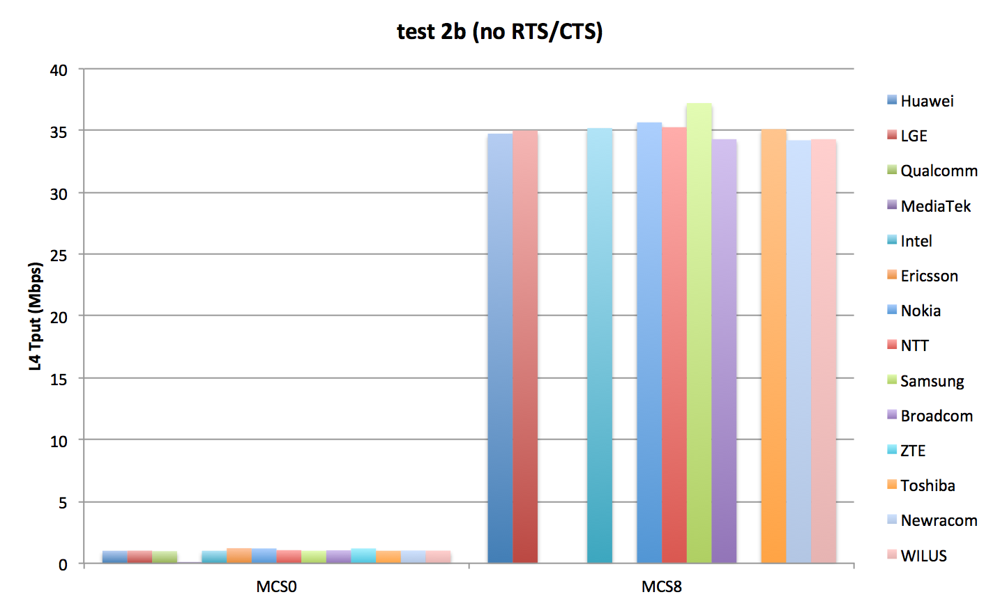 test 2b (no RTS/CTS)
L4 Tput (Mbps)
40
35
30
25
20
15
10
5
0
MCS0
MCS8
Huawei
LGE
Qualcomm
MediaTek
Intel
Ericsson
Nokia
NTT
Samsung
Broadcom
ZTE
Toshiba
Newracom
WILUS